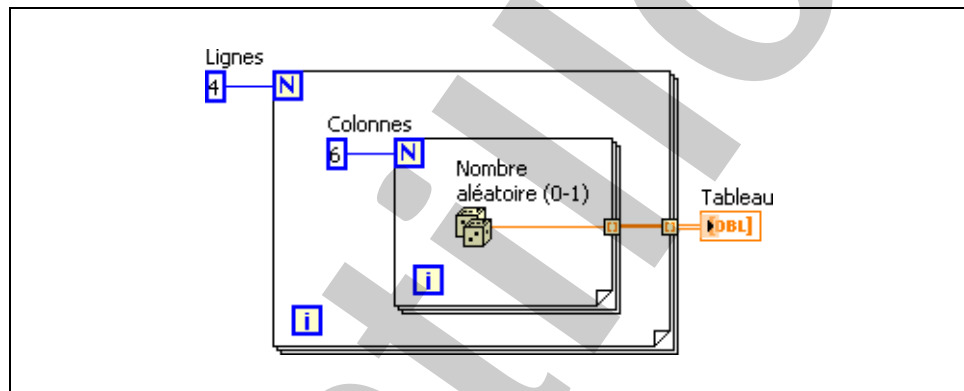 Lignes
4
N
Colonnes
6
N
Nombre
aléatoire (0-1)
Tableau
DBL]
i
i